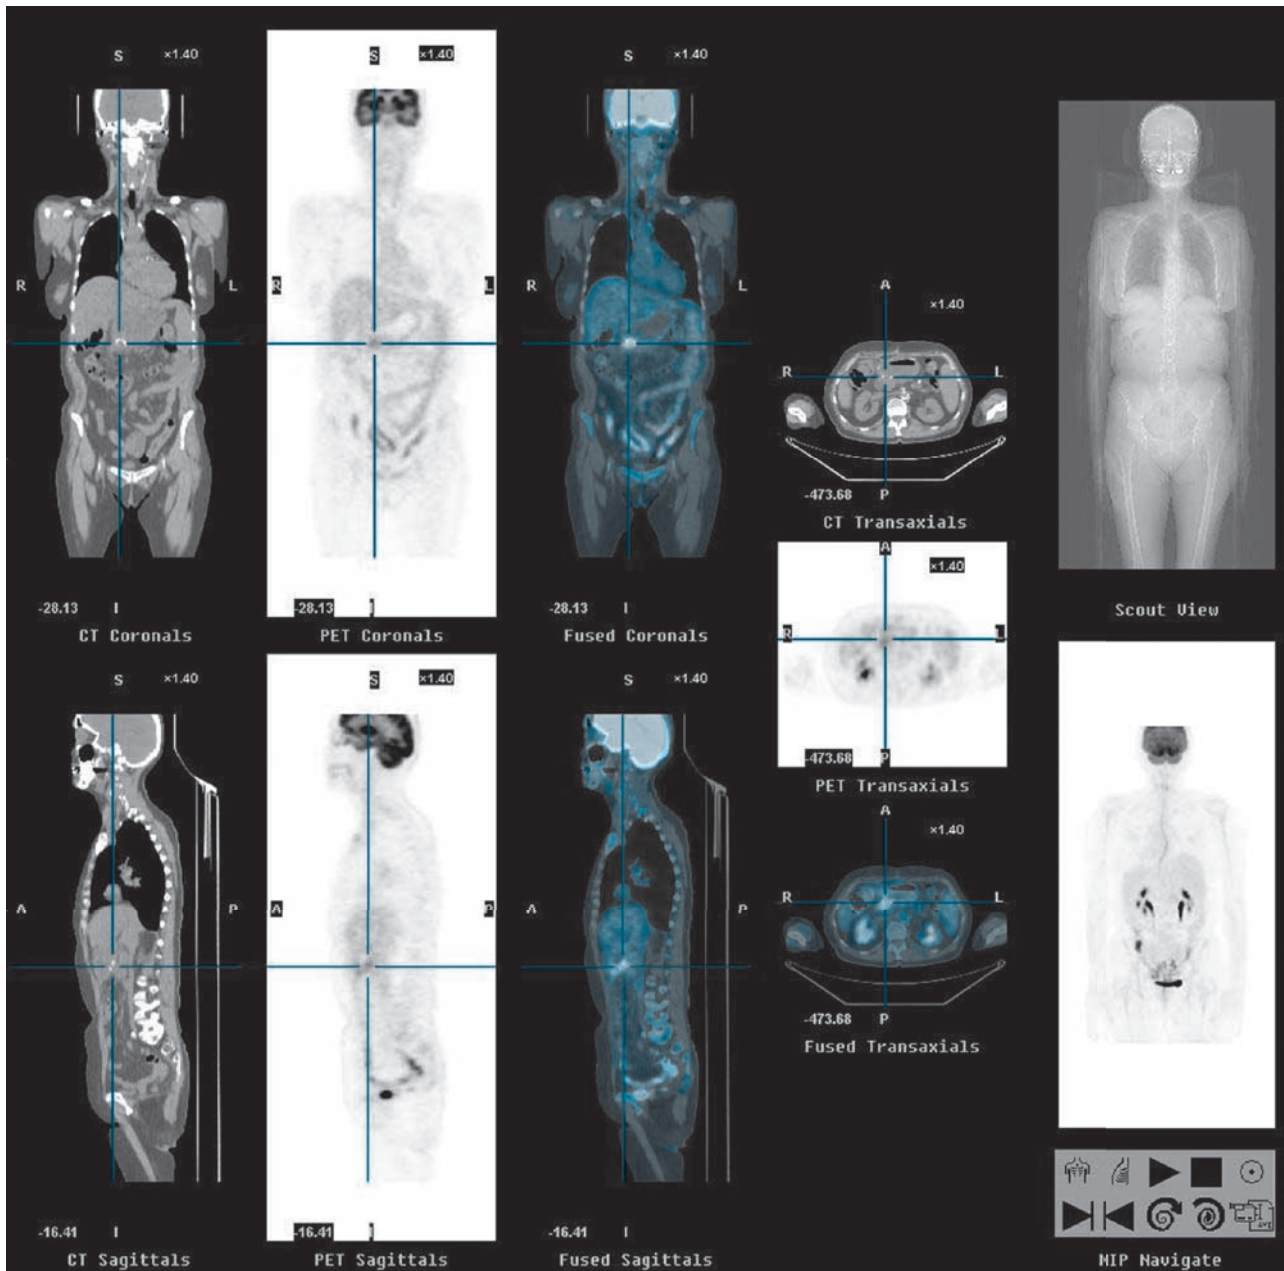 S ×1.40
R L
-28.13 I
CT Coronals
S ×1.40
R L
-28.13 I
PET Coronals
S ×1.40
R L
-28.13 I
Fused Coronals
A
×1.40
R L
-473.68 P
CT Transaxials
A
×1.40
R L
-473.68 P
PET Transaxials
A
×1.40
R L
-473.68 P
Fused Transaxials
Scout View
S ×1.40
A P
-16.41 I
CT Sagittals
S ×1.40
A P
-16.41 I
PET Sagittals
S ×1.40
A P
-16.41 I
Fused Sagittals
MIP Navigate